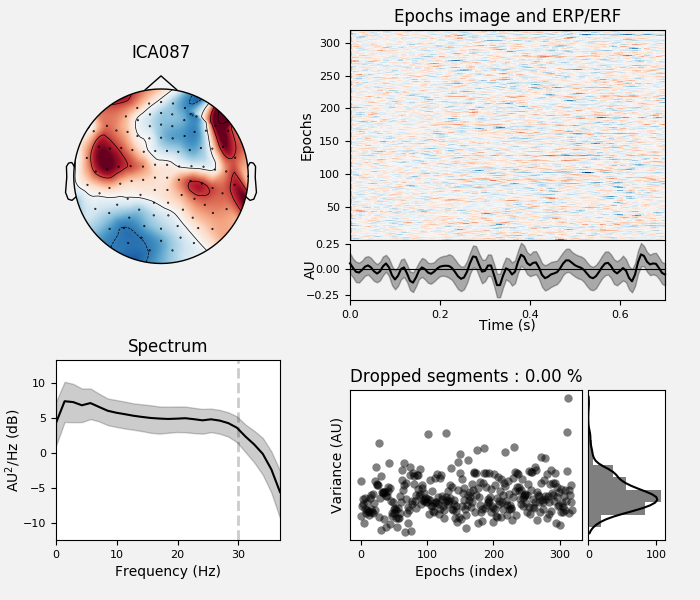 ICA087
Epochs image and ERP/ERF
Epochs
300
250
200
150
100
50
AU
0.25
0.00
−0.25
0.0
0.2
0.4
0.6
Time (s)
Spectrum
AU²/Hz (dB)
10
5
0
−5
−10
0
10
20
30
Frequency (Hz)
Dropped segments : 0.00 %
Variance (AU)
0
100
200
300
Epochs (index)
0
100